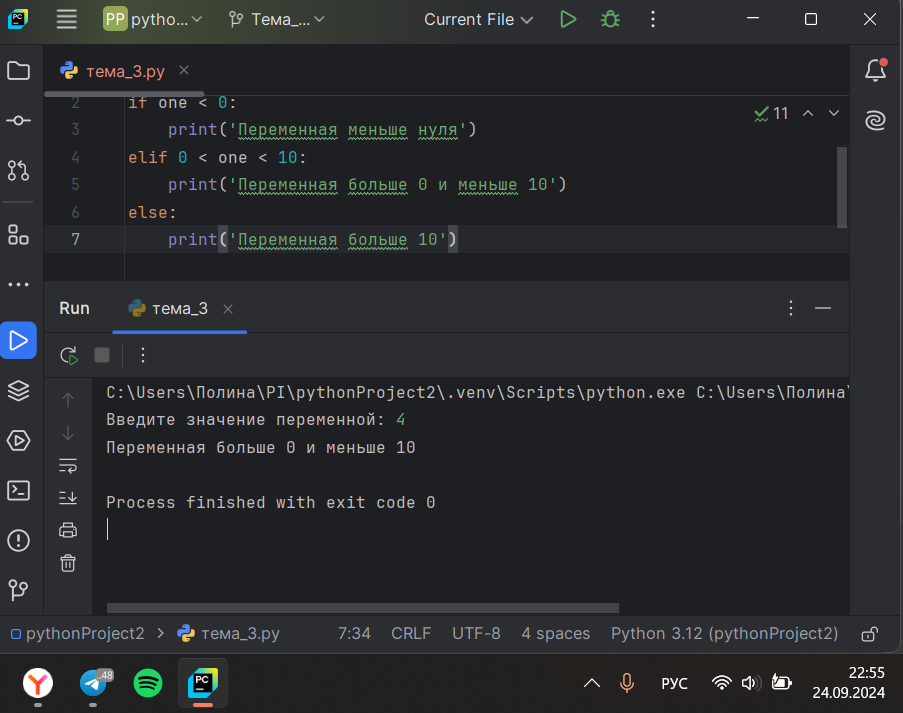 PC PP pytho... Тема_... Current File
тема_3.py
2 if one < 0:
11
3 print('Переменная меньше нуля')
4 elif 0 < one < 10:
5 print('Переменная больше 0 и меньше 10')
6 else:
7 print('Переменная больше 10')
Run тема_3
C:\Users\Полина\PI\pythonProject2\.venv\Scripts\python.exe C:\Users\Полина\
Введите значение переменной: 4
Переменная больше 0 и меньше 10
Process finished with exit code 0
pythonProject2 > тема_3.py 7:34 CRLF UTF-8 4 spaces Python 3.12 (pythonProject2)
Y 48 PC РУС 22:55
24.09.2024